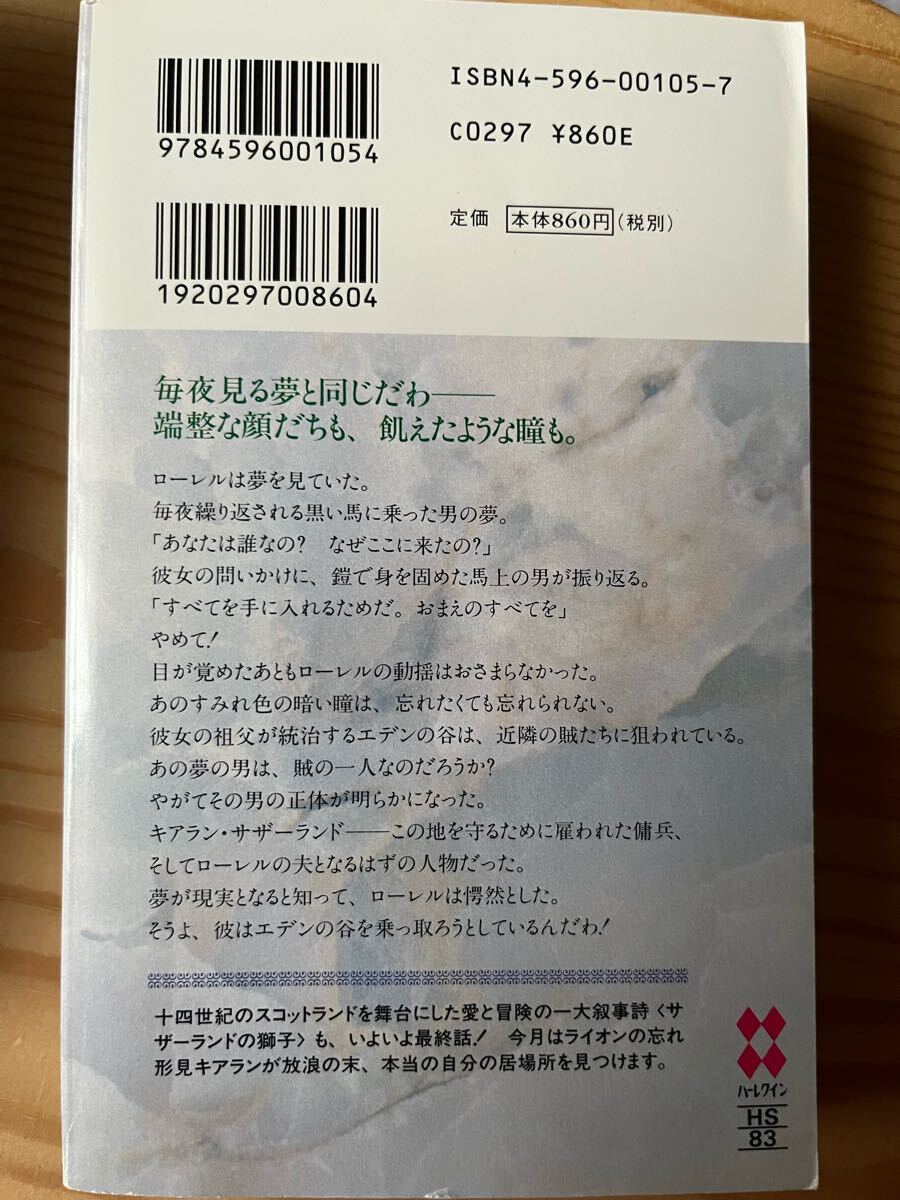 ISBN4-596-00105-7
9784596001054
C0297 ¥860E
定価 本体860円(税別)
1920297008604
毎夜見る夢と同じだわ――
端整な顔だちも、飢えたような瞳も。
ローレルは夢を見ていた。
毎夜繰り返される黒い馬に乗った男の夢。
「あなたは誰なの? なぜここに来たの?」
彼女の問いかけに、鎧で身を固めた馬上の男が振り返る。
「すべてを手に入れるためだ。おまえのすべてを」
やめて!
目が覚めたあともローレルの動揺はおさまらなかった。
あのすみれ色の暗い瞳は、忘れたくても忘れられない。
彼女の祖父が統治するエデンの谷は、近隣の賊たちに狙われている。
あの夢の男は、賊の一人なのだろうか?
やがてその男の正体が明らかになった。
キアラン・サザーランド――この地を守るために雇われた傭兵、
そしてローレルの夫となるはずの人物だった。
夢が現実となると知って、ローレルは愕然とした。
そうよ、彼はエデンの谷を乗っ取ろうとしているんだわ!
十四世紀のスコットランドを舞台にした愛と冒険の一大叙事詩〈サ
ザーランドの獅子〉も、いよいよ最終話! 今月はライオンの忘れ
形見キアランが放浪の末、本当の自分の居場所を見つけます。
ハーレクイン
HS
83